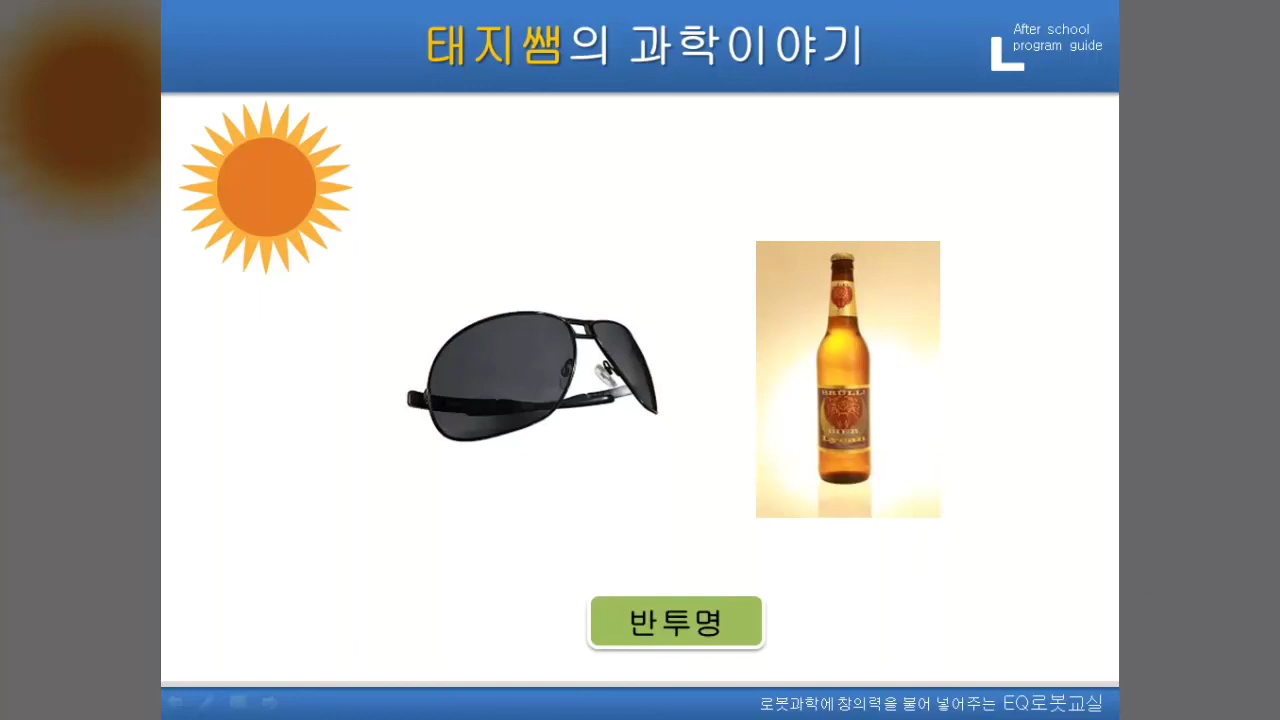 태지쌤의 과학이야기
After school
program guide
BRÜLL!
반투명
로봇과학에 창의력을 불어 넣어주는 EQ로봇교실